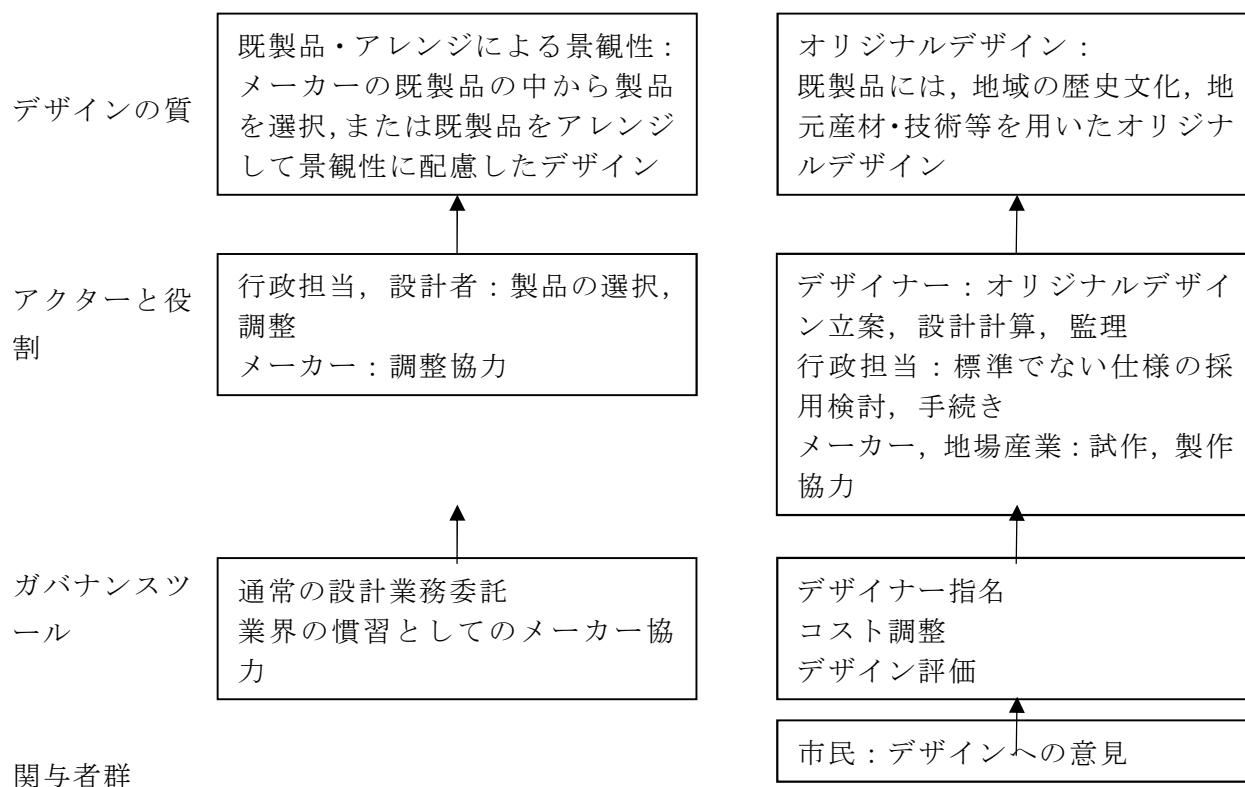 デザインの質
既製品・アレンジによる景観性：
メーカーの既製品の中から製品
を選択，または既製品をアレンジ
して景観性に配慮したデザイン
オリジナルデザイン：
既製品には，地域の歴史文化，地
元産材・技術等を用いたオリジナ
ルデザイン
アクターと役
割
行政担当，設計者：製品の選択，
調整
メーカー：調整協力
デザイナー：オリジナルデザイ
ン立案，設計計算，監理
行政担当：標準でない仕様の採
用検討，手続き
メーカー，地場産業：試作，製作
協力
ガバナンスツ
ール
通常の設計業務委託
業界の慣習としてのメーカー協
力
デザイナー指名
コスト調整
デザイン評価
関与者群
市民：デザインへの意見